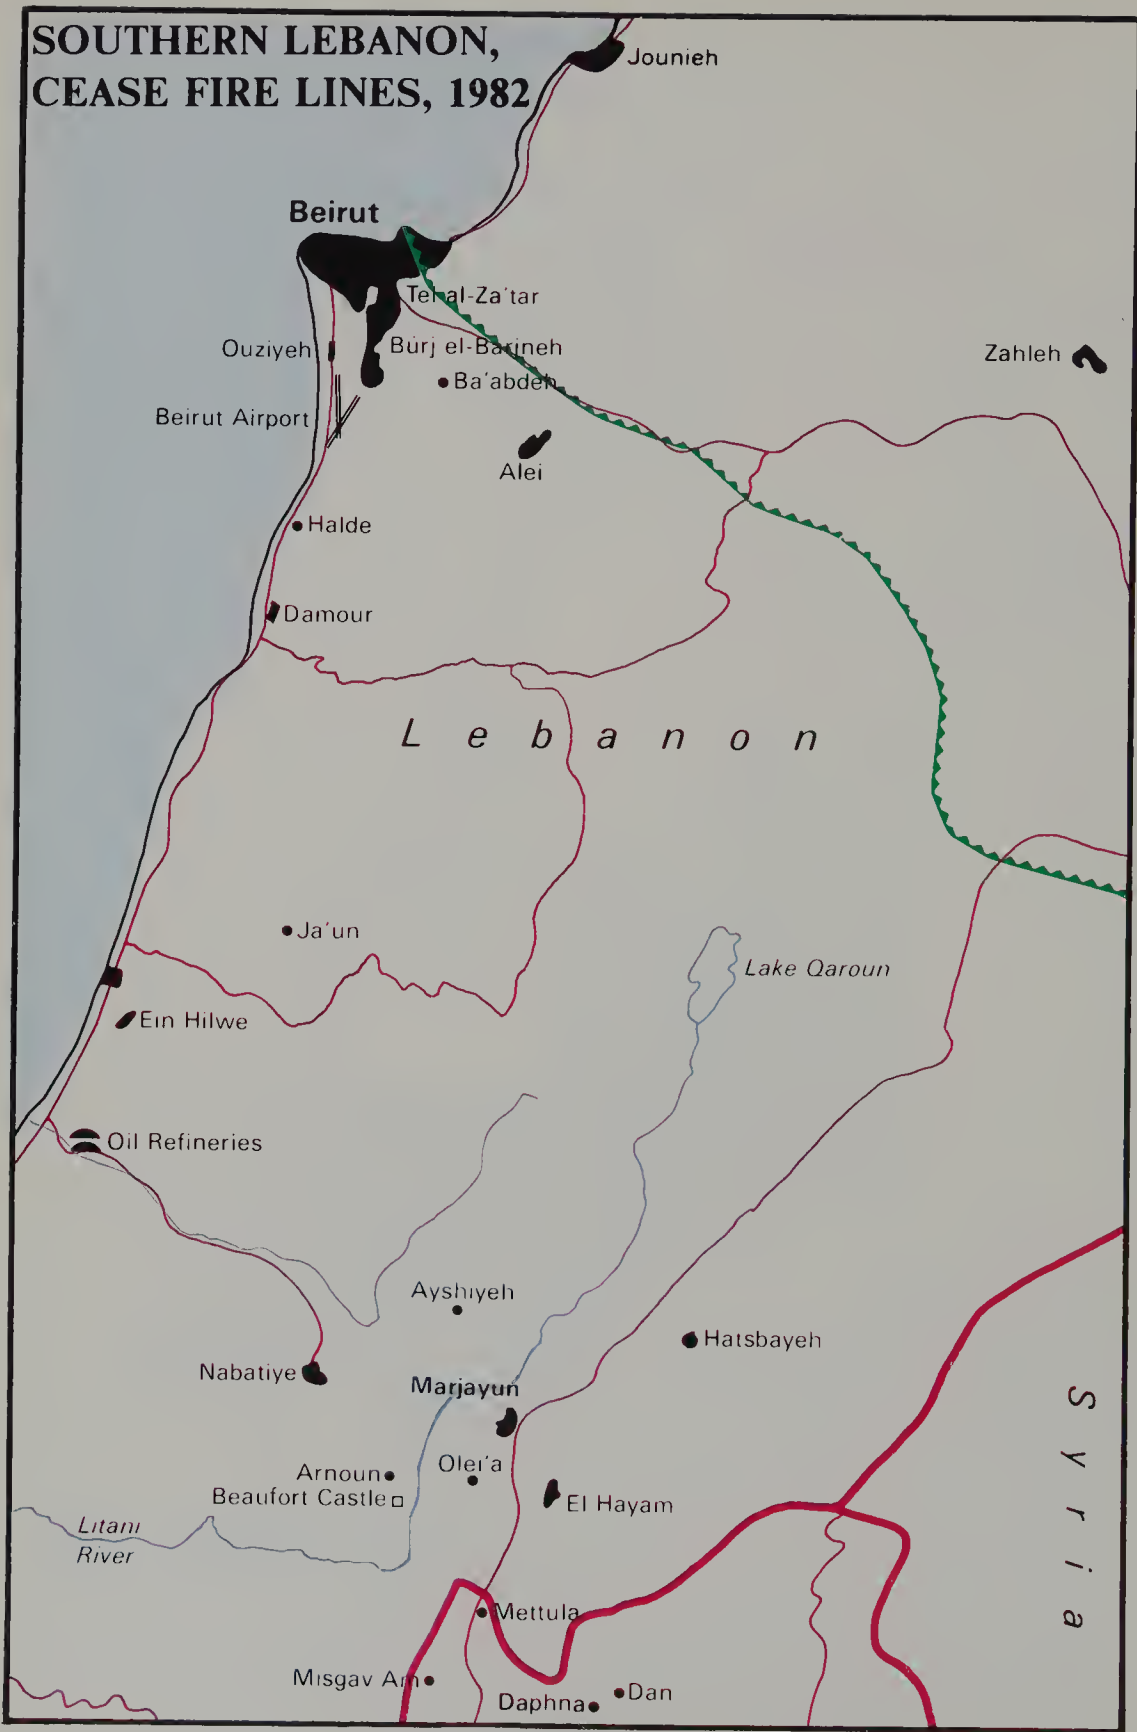 SOUTHERN LEBANON,
CEASE FIRE LINES, 1982
Jounieh
Beirut
Tel al-Za'tar
Ouziyeh
Burj el-Barjneh
Zahleh
Ba'abdeh
Beirut Airport
Alei
Halde
Damour
Lebanon
Ja'un
Lake Qaroun
Ein Hilwe
Oil Refineries
Ayshiyeh
Hatsbayeh
Nabatiye
Marjayun
Syria
Olei'a
Arnoun
Beaufort Castle
El Hayam
Litani
River
Mettula
Misgav Am
Dan
Daphna